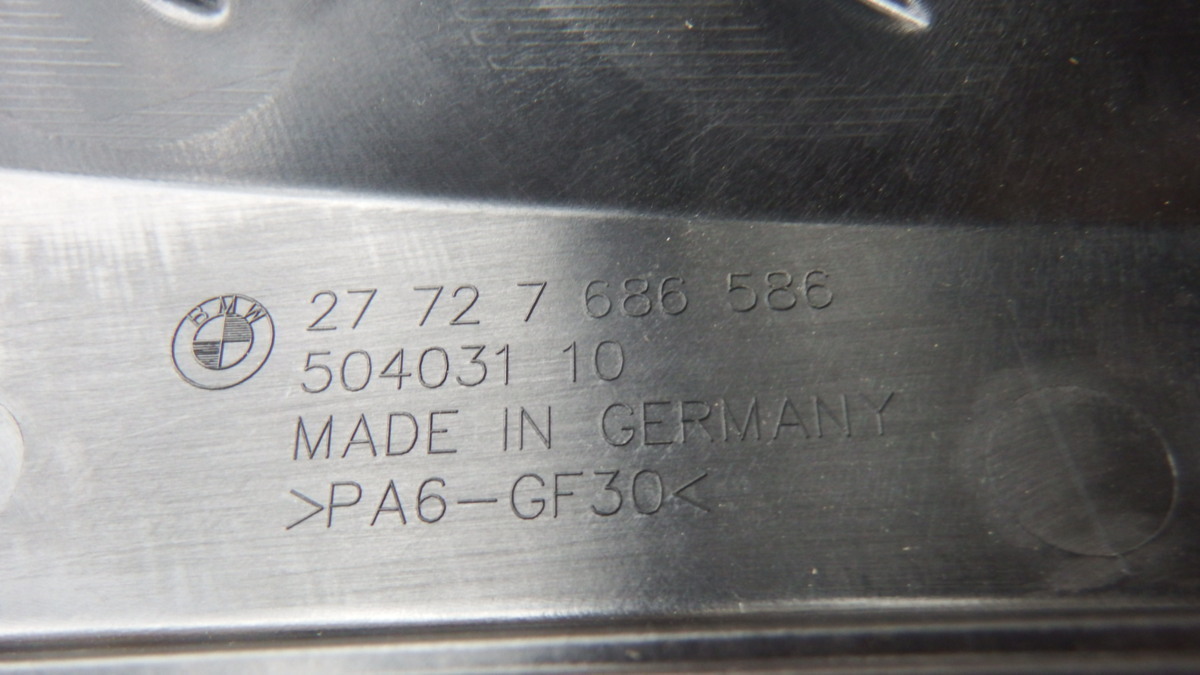 BMW
27 72 7 686 586
504031 10
MADE IN GERMANY
>PA6-GF30<